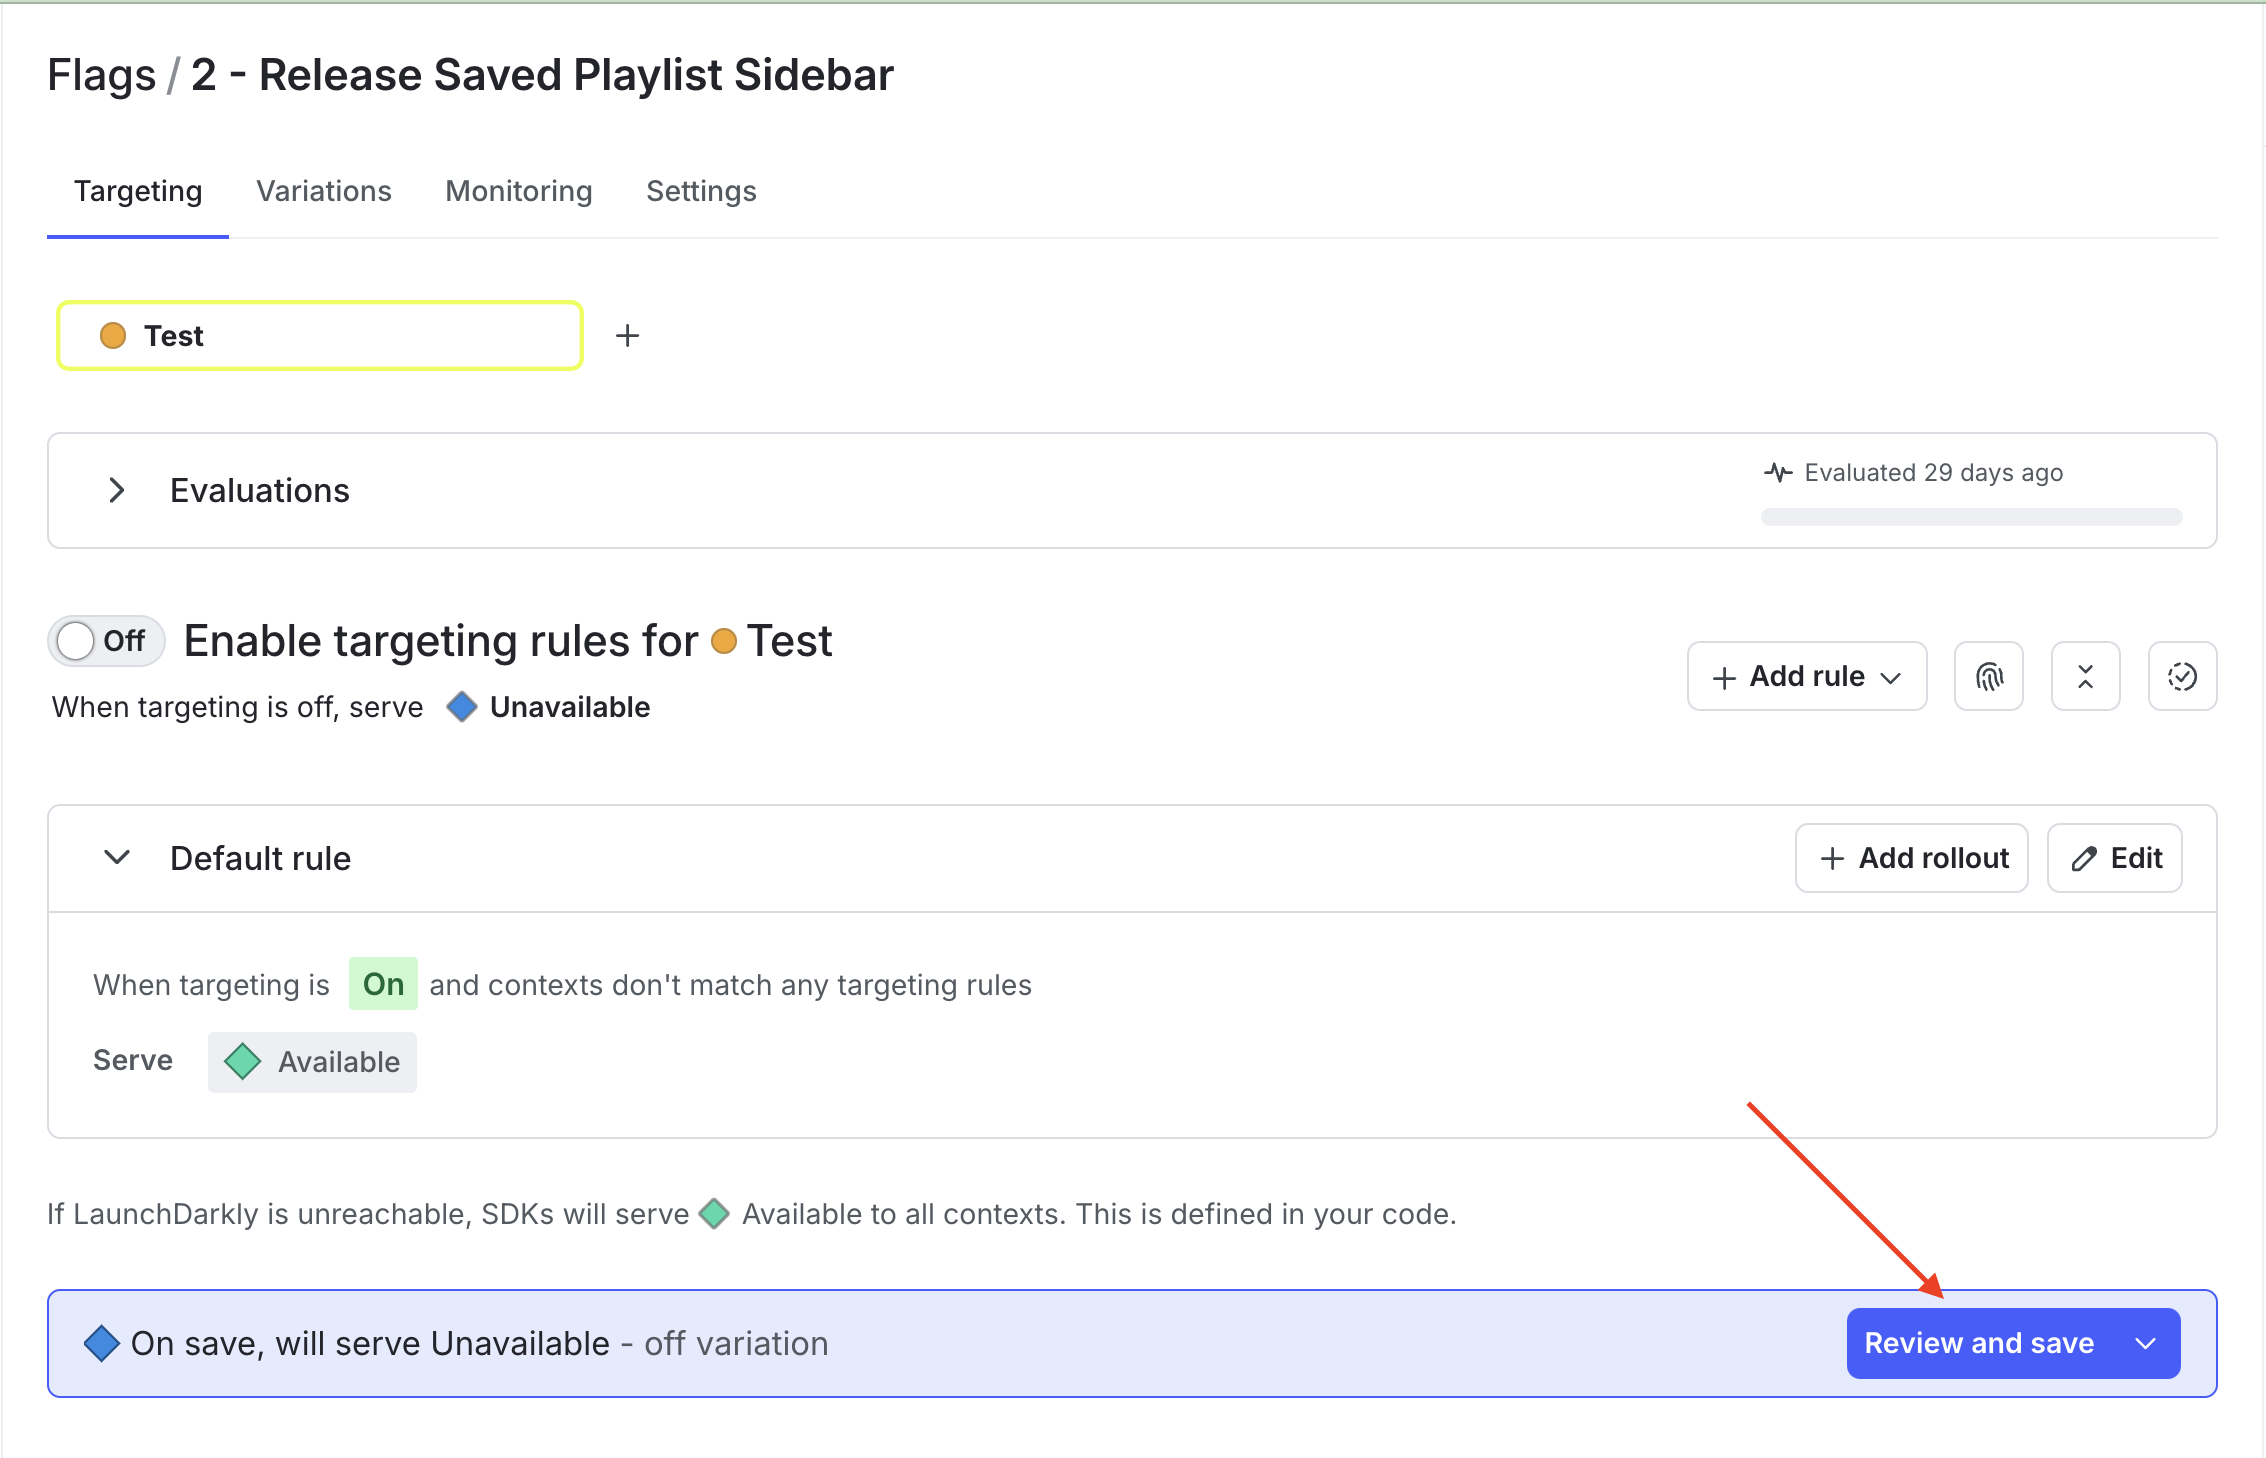 Flags / 2 - Release Saved Playlist Sidebar
Targeting Variations Monitoring Settings
Test +
Evaluations
Evaluated 29 days ago
Off Enable targeting rules for Test
When targeting is off, serve Unavailable
+ Add rule
Default rule
+ Add rollout
Edit
When targeting is On and contexts don't match any targeting rules
Serve Available
If LaunchDarkly is unreachable, SDKs will serve Available to all contexts. This is defined in your code.
On save, will serve Unavailable - off variation
Review and save